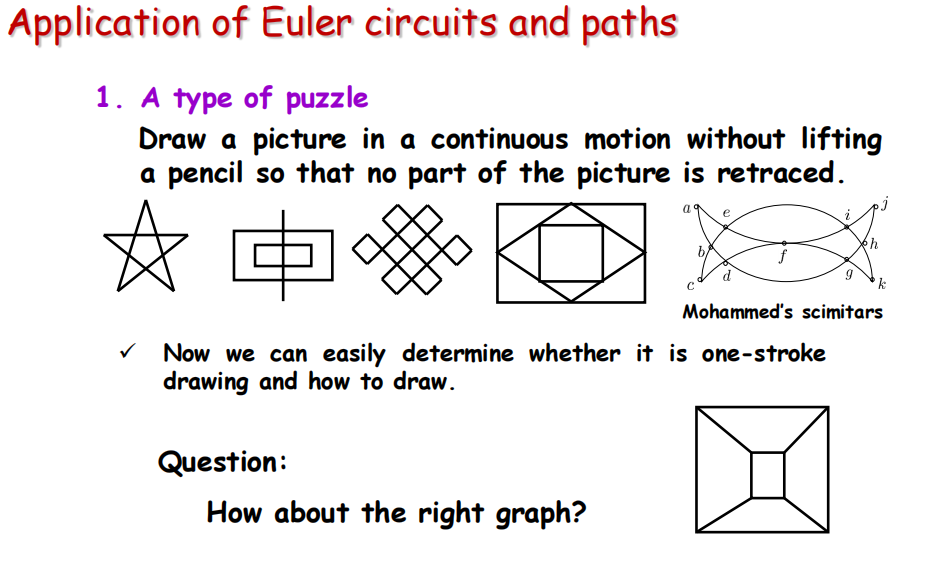 Application of Euler circuits and paths
1. A type of puzzle
Draw a picture in a continuous motion without lifting
a pencil so that no part of the picture is retraced.
a e i j
b f h
c d g k
Mohammed's scimitars
✓ Now we can easily determine whether it is one-stroke
drawing and how to draw.
Question:
How about the right graph?